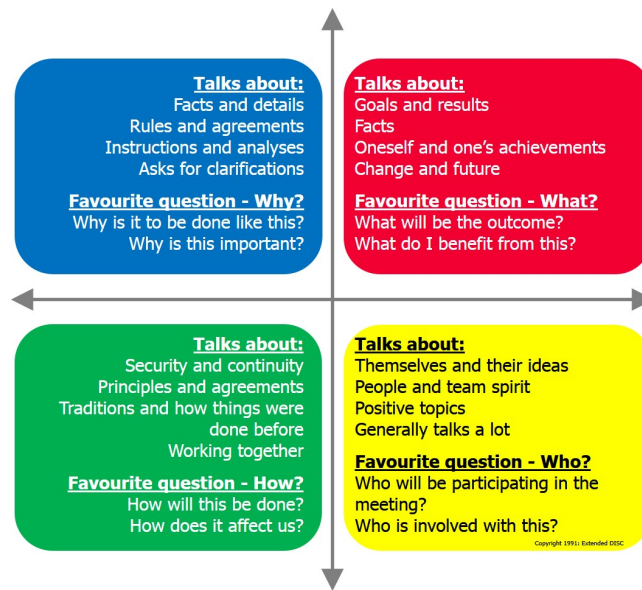 Talks about:
Facts and details
Rules and agreements
Instructions and analyses
Asks for clarifications
Favourite question - Why?
Why is it to be done like this?
Why is this important?
Talks about:
Goals and results
Facts
Oneself and one's achievements
Change and future
Favourite question - What?
What will be the outcome?
What do I benefit from this?
Talks about:
Security and continuity
Principles and agreements
Traditions and how things were
done before
Working together
Favourite question - How?
How will this be done?
How does it affect us?
Talks about:
Themselves and their ideas
People and team spirit
Positive topics
Generally talks a lot
Favourite question - Who?
Who will be participating in the
meeting?
Who is involved with this?
Copyright 1991: Extended DISC